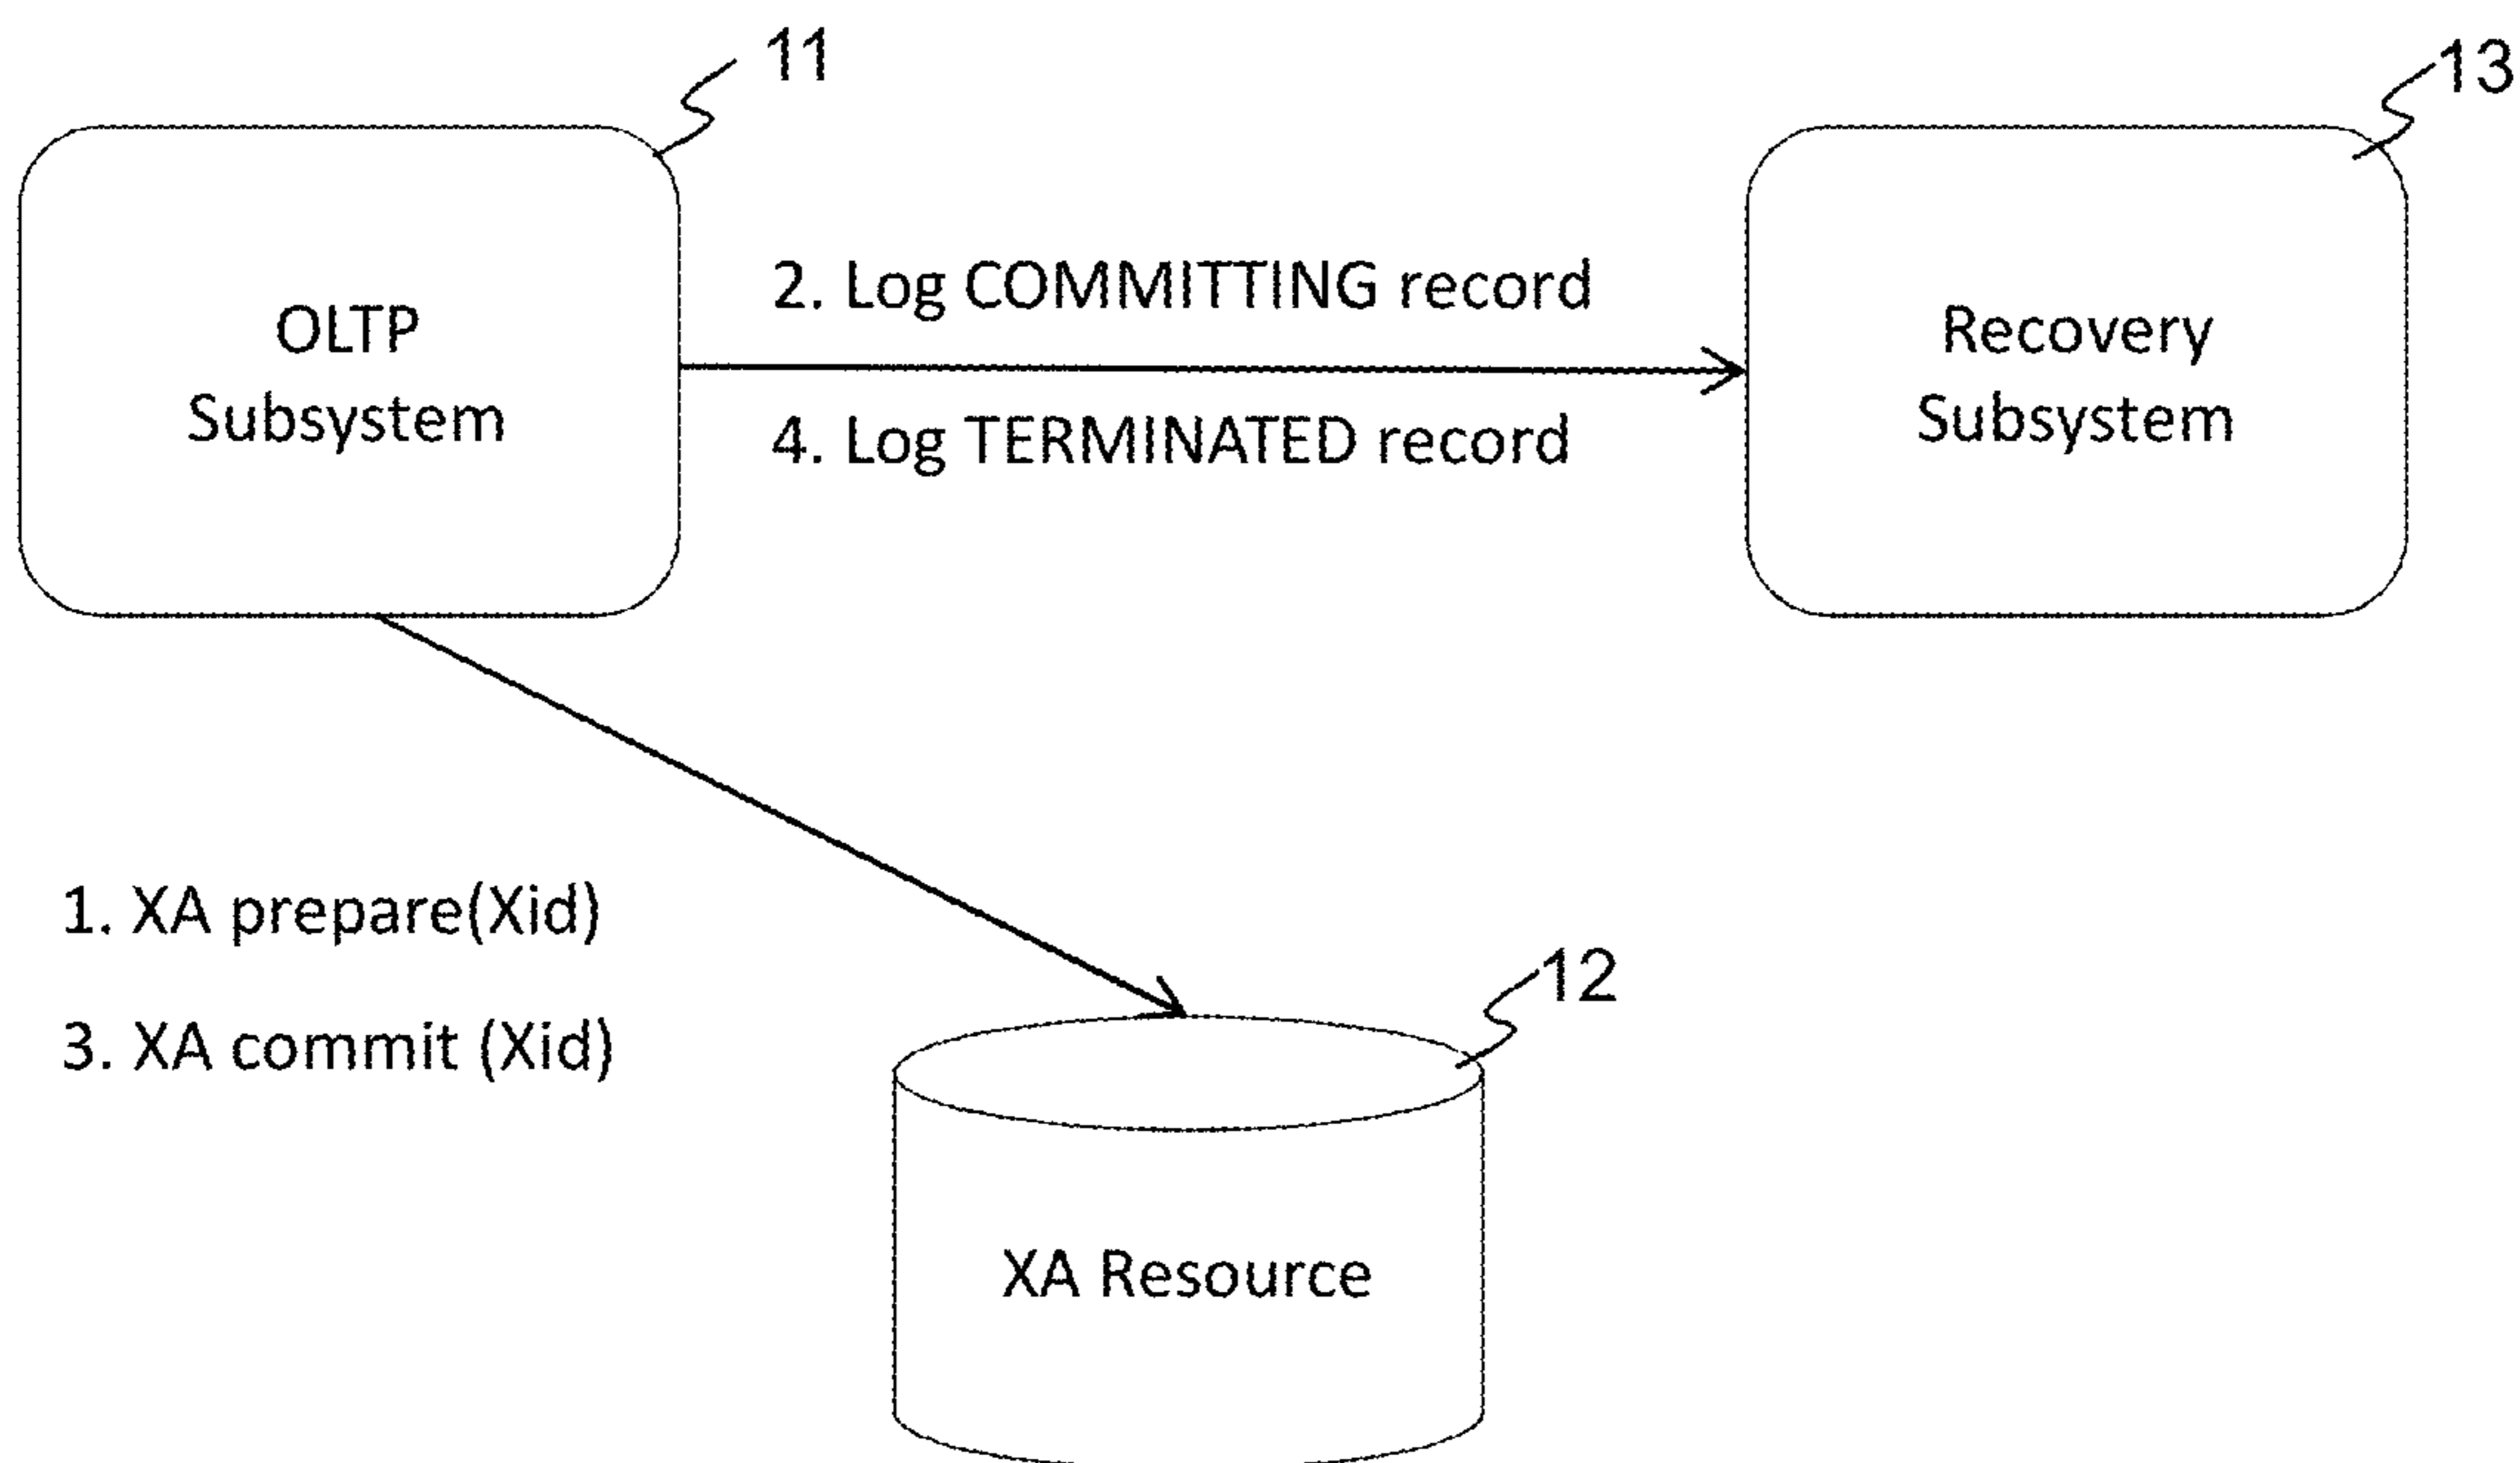 11
13
OLTP
Subsystem
2. Log COMMITTING record
4. Log TERMINATED record
Recovery
Subsystem
1. XA prepare(Xid)
3. XA commit (Xid)
12
XA Resource